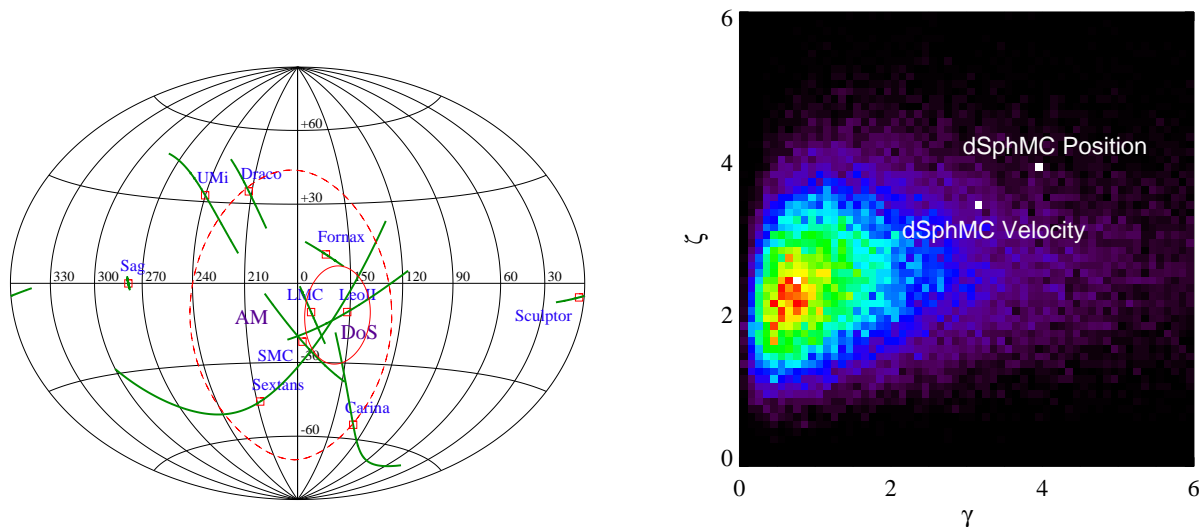 +60
UMi
Draco
+30
Fornax
330 300 270 240 210 0 150 120 90 60 30
Sag
LMC LeoII
AM
DoS
Sculptor
SMC
-30
Sextans
Carina
-60
6
4
2
0
ζ
dSphMC Position
dSphMC Velocity
0 2 4 6
γ